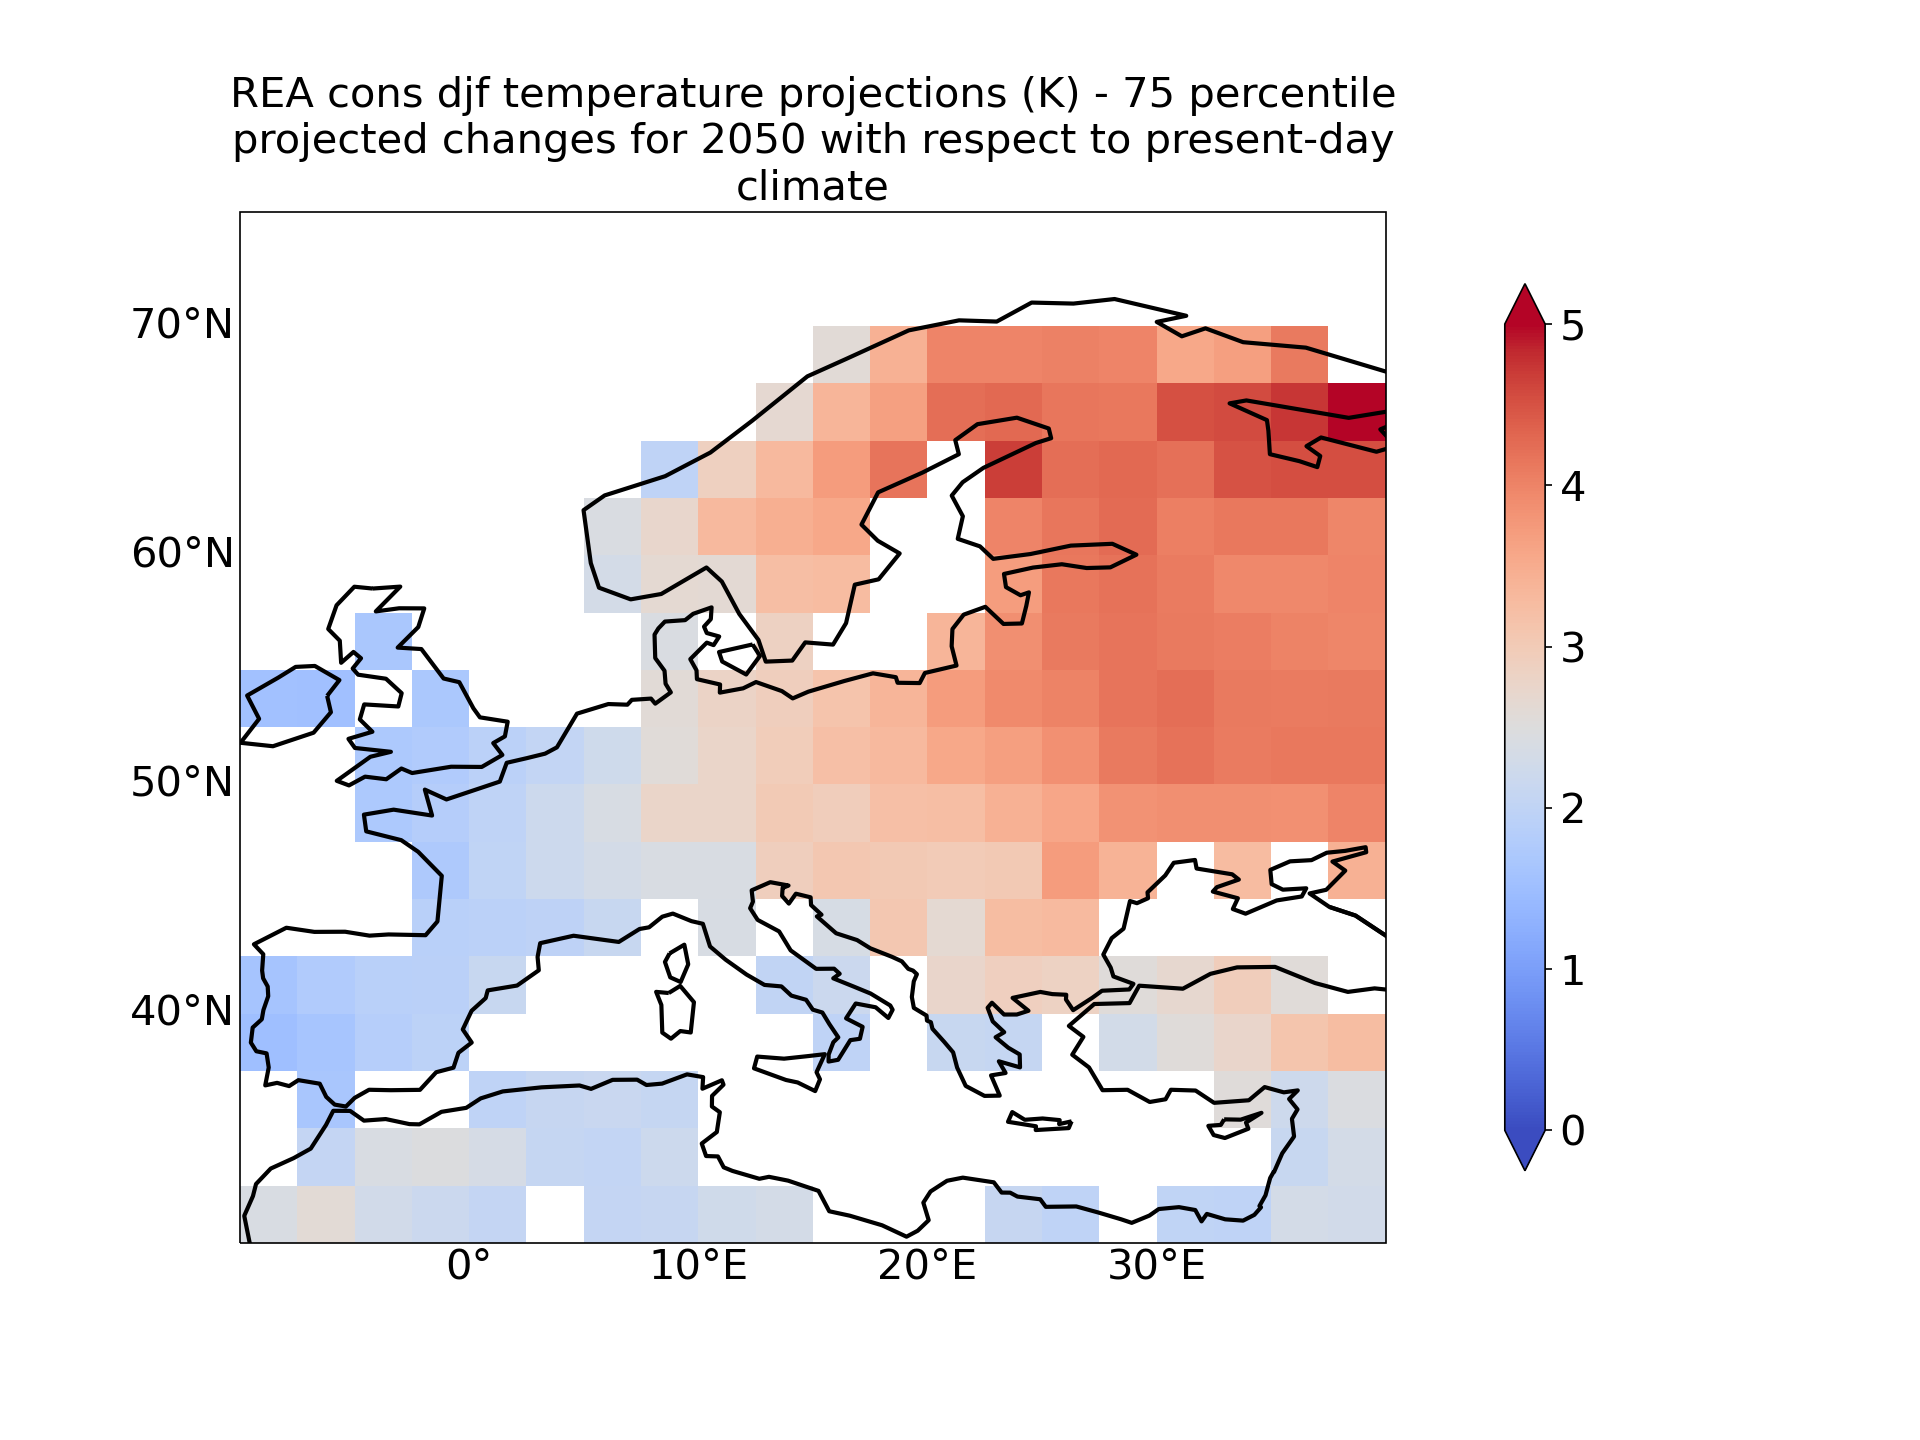 REA cons djf temperature projections (K) - 75 percentile
projected changes for 2050 with respect to present-day
climate
70°N
60°N
50°N
40°N
0°
10°E
20°E
30°E
5
4
3
2
1
0